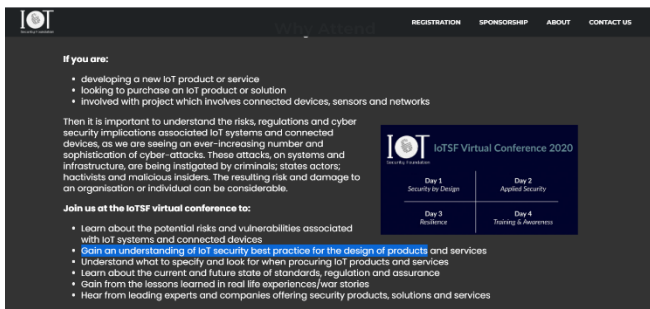 IOT
Security Foundation
REGISTRATION SPONSORSHIP ABOUT CONTACT US
Why Attend
If you are:
• developing a new IoT product or service
• looking to purchase an IoT product or solution
• involved with project which involves connected devices, sensors
and networks
Then it is important to understand the risks, regulations and cyber
security implications associated IoT systems and connected
devices, as we are seeing an ever-increasing number and
sophistication of cyber-attacks. These attacks, on systems and
infrastructure, are being instigated by criminals; states actors;
hactivists and malicious insiders. The resulting risk and damage to
an organisation or individual can be considerable.
Join us at the IoTSF virtual conference to:
• Learn about the potential risks and vulnerabilities associated
with IoT systems and connected devices
• Gain an understanding of IoT security best practice for the design of products and services
• Understand what to specify and look for when procuring IoT products and services
• Learn about the current and future state of standards, regulation and assurance
• Gain from the lessons learned in real life experiences/war stories
• Hear from leading experts and companies offering security products, solutions and services
IOT
Security Foundation
IoTSF Virtual Conference 2020
Day 1
Security by Design
Day 2
Applied Security
Day 3
Resilience
Day 4
Training & Awareness